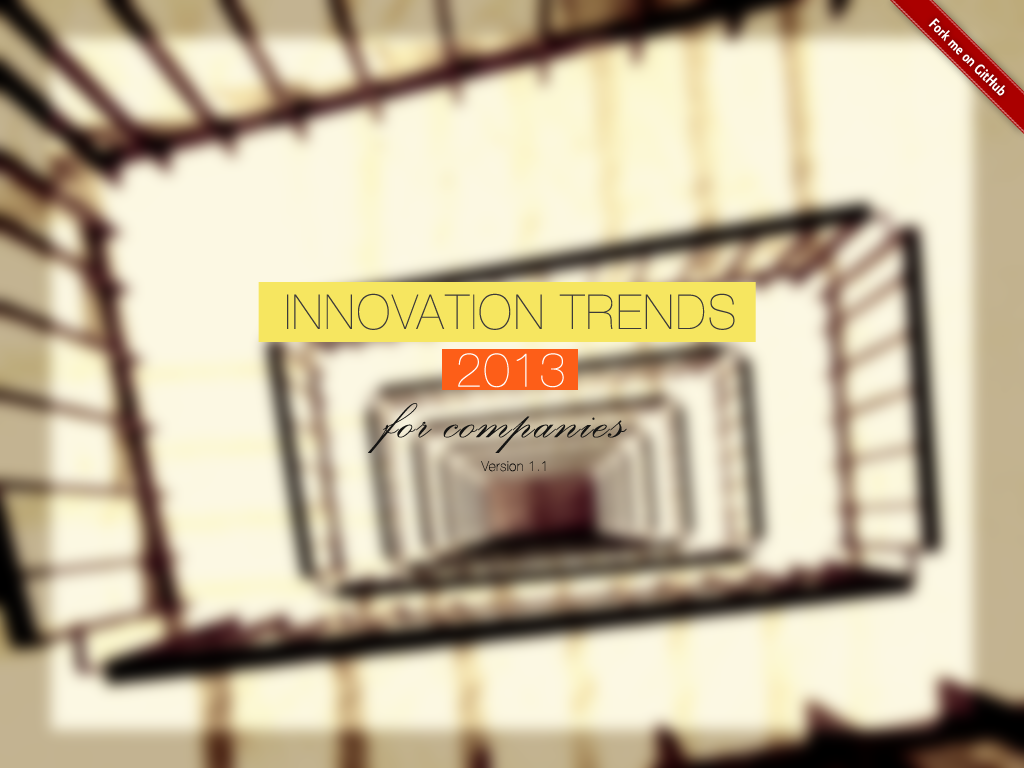 Fork me on GitHub
INNOVATION TRENDS
2013
for companies
Version 1.1